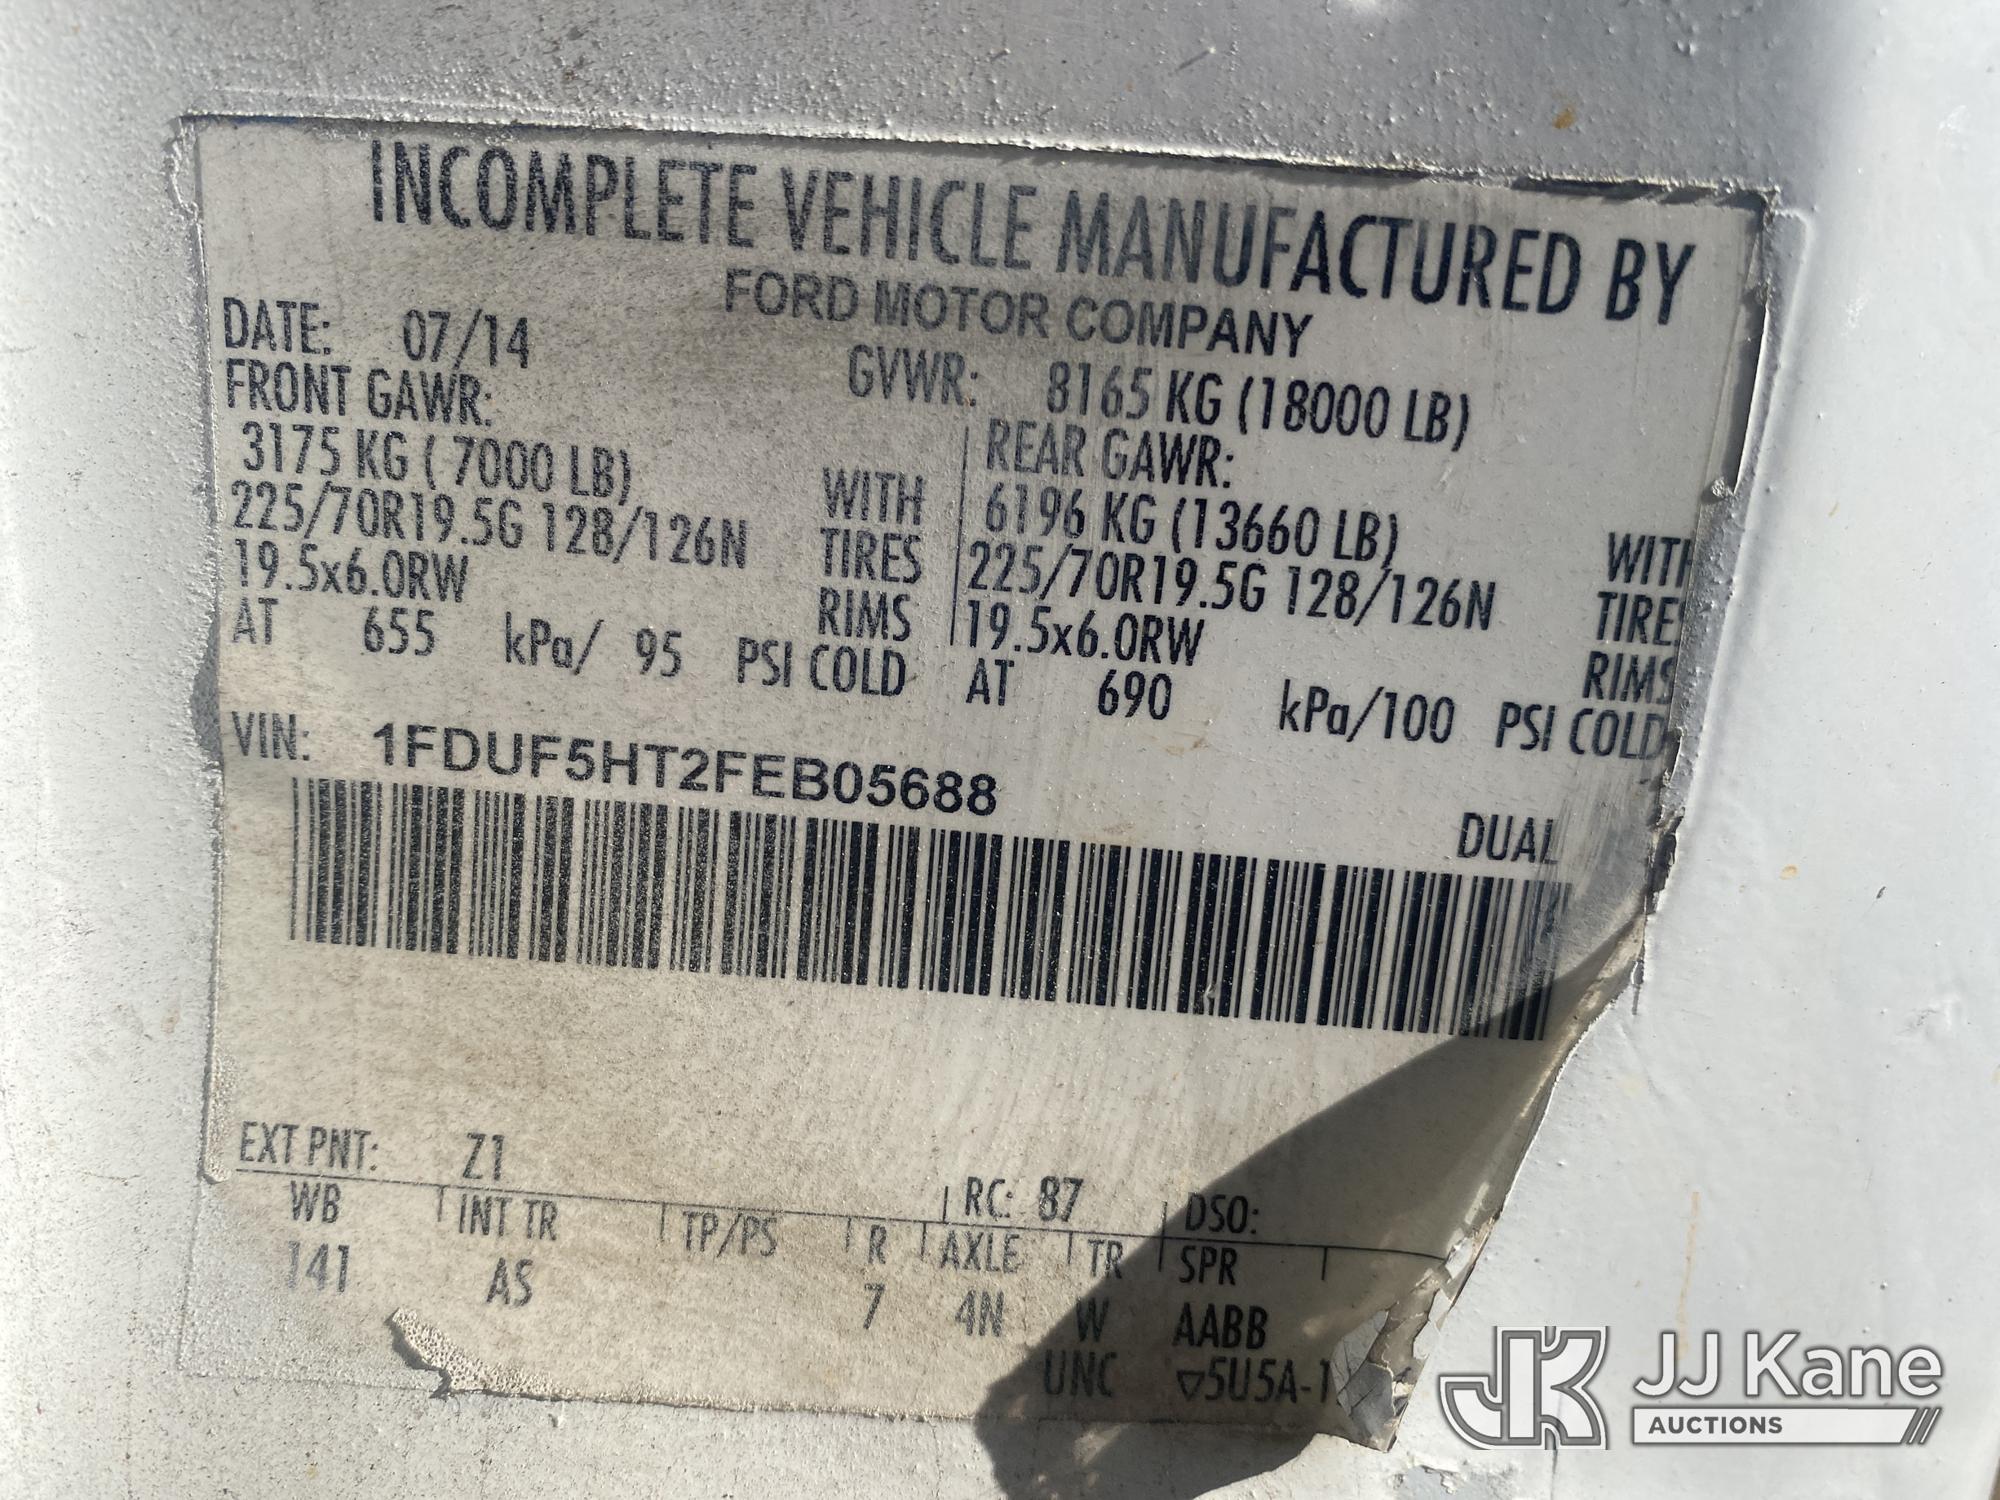 INCOMPLETE VEHICLE MANUFACTURED BY
FORD MOTOR COMPANY
DATE: 07/14 GVWR: 8165 KG (18000 LB)
FRONT GAWR: REAR GAWR:
3175 KG ( 7000 LB) WITH 6196 KG (13660 LB) WITH
225/70R19.5G 128/126N TIRES 225/70R19.5G 128/126N TIRES
19.5x6.0RW RIMS 19.5x6.0RW RIMS
AT 655 kPa/ 95 PSI COLD AT 690 kPa/100 PSI COLD
VIN: 1FDUF5HT2FEB05688
DUAL
EXT PNT: Z1 RC: 87 DSO:
WB INT TR TP/PS R AXLE TR SPR
141 AS 7 4N W AABB
UNC ▽5U5A-1
JK JJ Kane
AUCTIONS